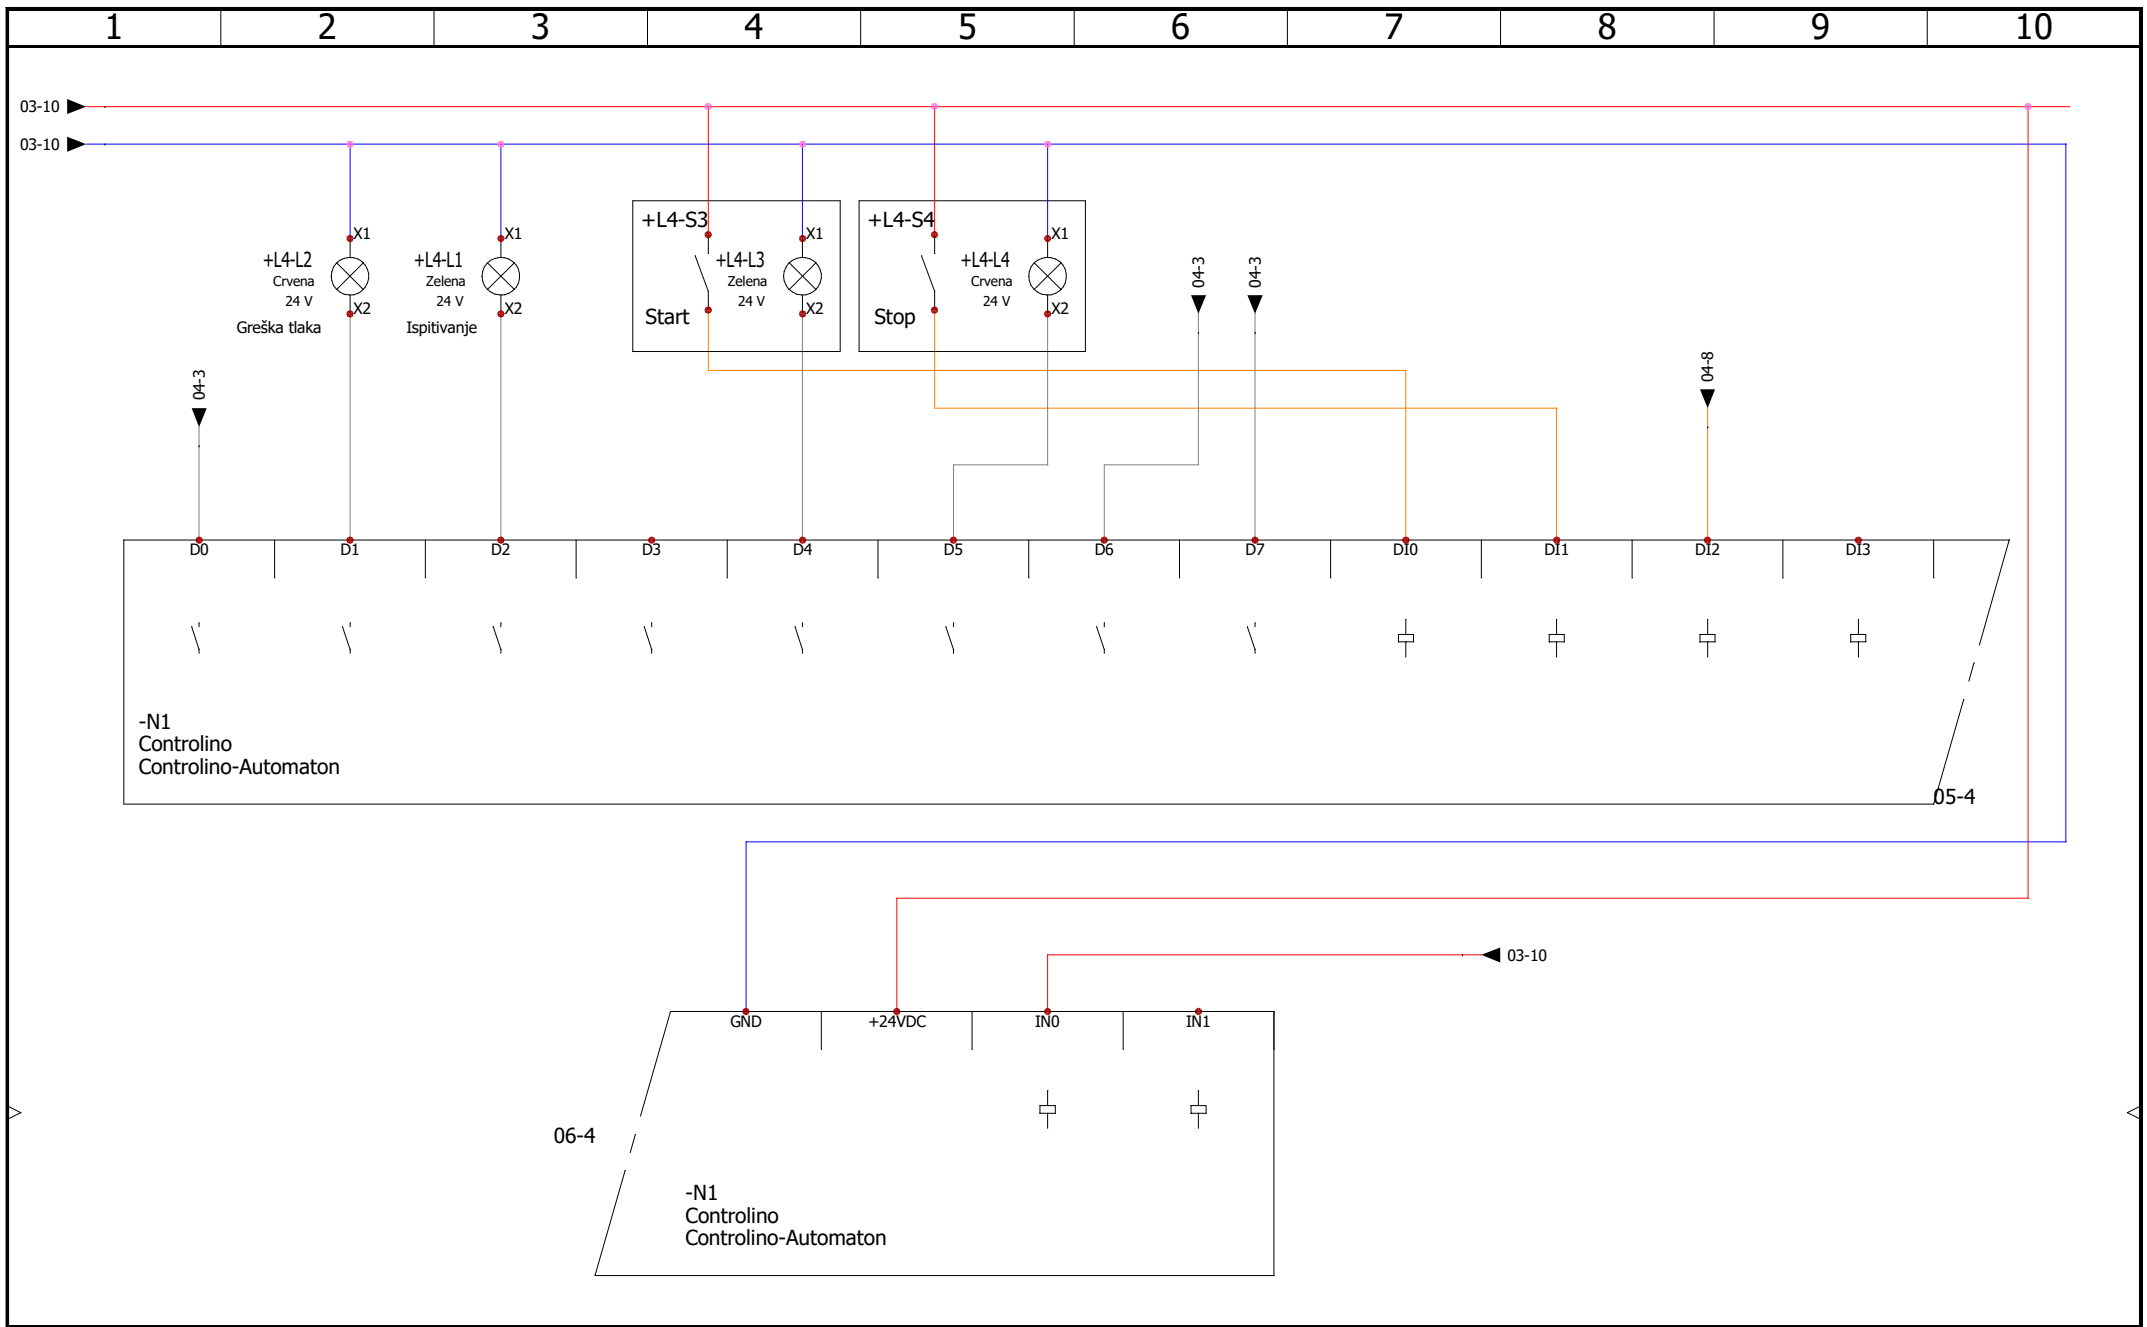 1 2 3 4 5 6 7 8 9 10
03-10
03-10
+L4-S3
+L4-S4
X1 X1 X1 X1
+L4-L2
Crvena
24 V
X2
Greška tlaka
+L4-L1
Zelena
24 V
X2
Ispitivanje
+L4-L3
Zelena
24 V
X2
Start
+L4-L4
Crvena
24 V
X2
Stop
04-3
04-3
04-3
04-8
D0 D1 D2 D3 D4 D5 D6 D7 DI0 DI1 DI2 DI3
-N1
Controlino
Controlino-Automaton
05-4
03-10
GND +24VDC IN0 IN1
06-4
-N1
Controlino
Controlino-Automaton